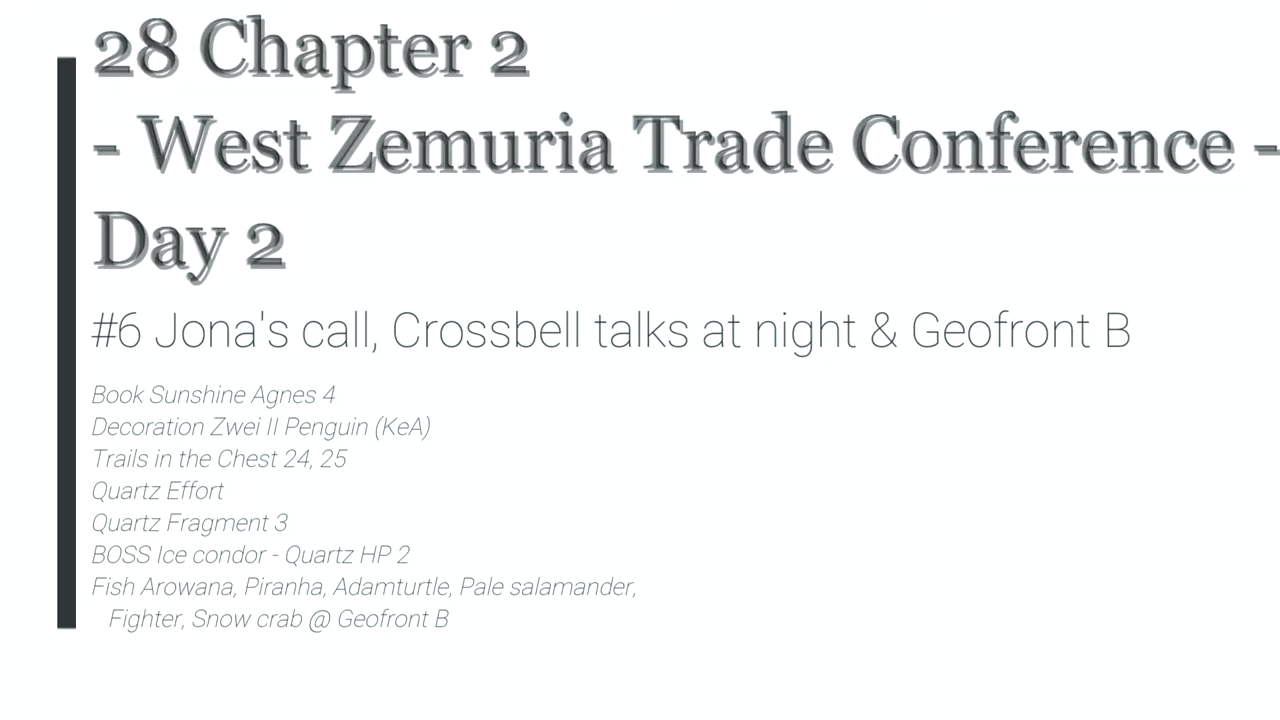 28 Chapter 2
- West Zemuria Trade Conference -
Day 2
#6 Jona's call, Crossbell talks at night & Geofront B
Book Sunshine Agnes 4
Decoration Zwei II Penguin (KeA)
Trails in the Chest 24, 25
Quartz Effort
Quartz Fragment 3
BOSS Ice condor - Quartz HP 2
Fish Arowana, Piranha, Adamturtle, Pale salamander,
Fighter, Snow crab @ Geofront B